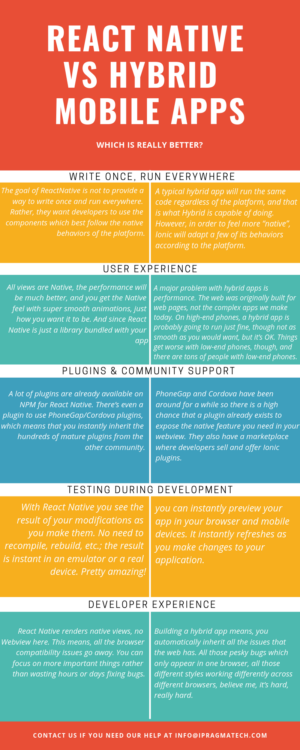 REACT NATIVE
VS HYBRID
MOBILE APPS
WHICH IS REALLY BETTER?
WRITE ONCE, RUN EVERYWHERE
The goal of ReactNative is not to provide a
way to write once and run everywhere.
Rather, they want developers to use the
components which best follow the native
behaviors of the platform.
A typical hybrid app will run the same
code regardless of the platform, and that
is what Hybrid is capable of doing.
However, in order to feel more "native",
Ionic will adapt a few of its behaviors
according to the platform.
USER EXPERIENCE
All views are Native, the performance will
be much better, and you get the Native
feel with super smooth animations, just
how you want it to be. And since React
Native is just a library bundled with your
app
A major problem with hybrid apps is
performance. The web was originally built for
web pages, not the complex apps we make
today. On high-end phones, a hybrid app is
probably going to run just fine, though not as
smooth as you would want, but it's OK. Things
get worse with low-end phones, though, and
there are tons of people with low-end phones.
PLUGINS & COMMUNITY SUPPORT
A lot of plugins are already available on
NPM for React Native. There's even a
plugin to use PhoneGap/Cordova plugins,
which means that you instantly inherit the
hundreds of mature plugins from the
other community.
PhoneGap and Cordova have been
around for a while so there is a high
chance that a plugin already exists to
expose the native feature you need in your
webview. They also have a marketplace
where developers sell and offer Ionic
plugins.
TESTING DURING DEVELOPMENT
With React Native you see the
result of your modifications as
you make them. No need to
recompile, rebuild, etc.; the result
is instant in an emulator or a real
device. Pretty amazing!
you can instantly preview your
app in your browser and mobile
devices. It instantly refreshes as
you make changes to your
application.
DEVELOPER EXPERIENCE
React Native renders native views, no
Webview here. This means, all the browser
compatibility issues go away. You can
focus on more important things rather
than wasting hours or days fixing bugs.
Building a hybrid app means, you
automatically inherit all the issues that
the web has. All those pesky bugs which
only appear in one browser, all those
different styles working differently across
different browsers, believe me, it's hard,
really hard.
CONTACT US IF YOU NEED OUR HELP AT INFO@IPRAGMATECH.COM